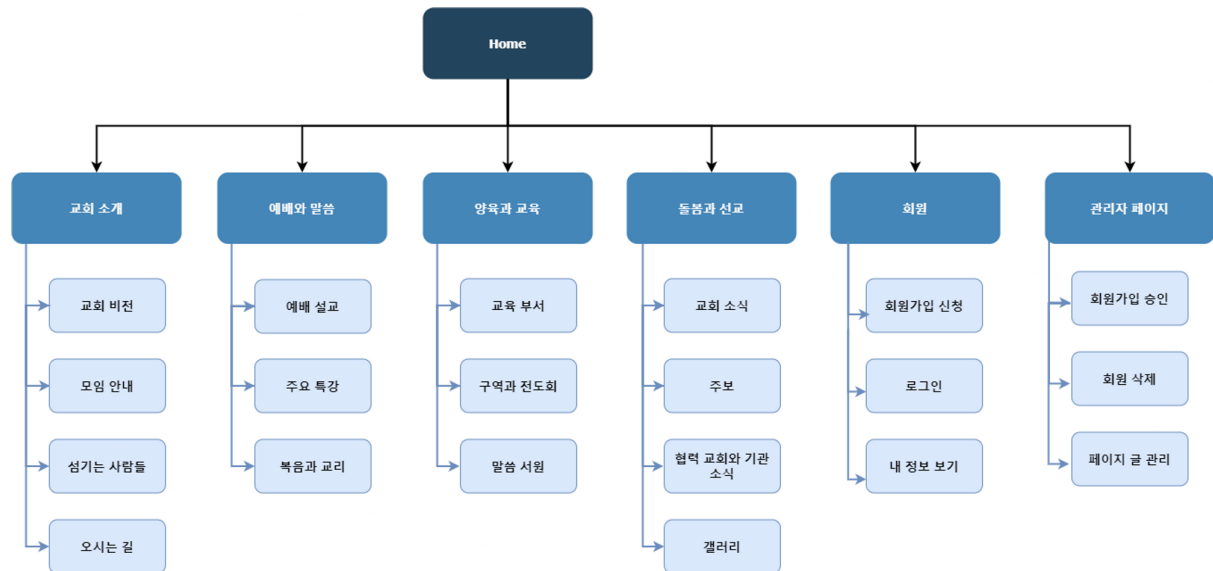 Home
교회 소개
예배와 말씀
양육과 교육
돌봄과 선교
회원
관리자 페이지
교회 비전
모임 안내
섬기는 사람들
오시는 길
예배 설교
주요 특강
복음과 교리
교육 부서
구역과 전도회
말씀 서원
교회 소식
주보
협력 교회와 기관
소식
갤러리
회원가입 신청
로그인
내 정보 보기
회원가입 승인
회원 삭제
페이지 글 관리